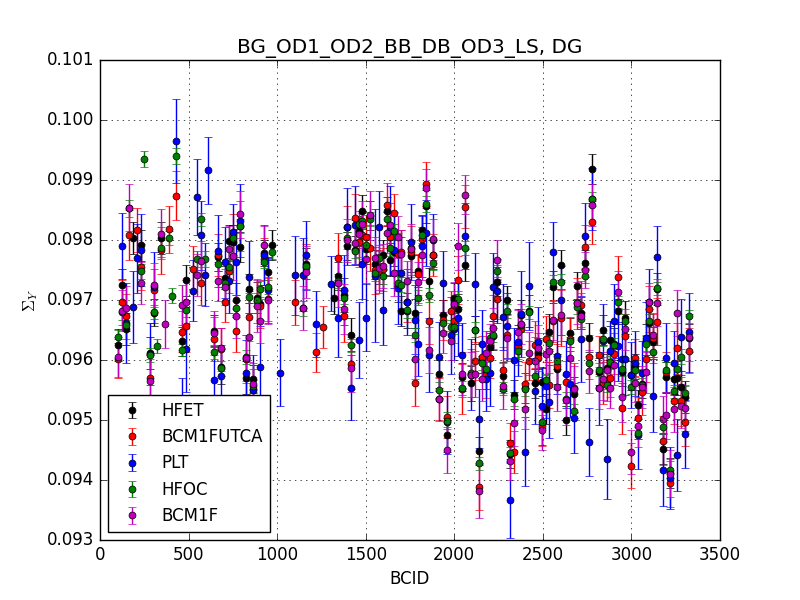 BG_OD1_OD2_BB_DB_OD3_LS, DG
0.101
0.100
0.099
0.098
0.097
0.096
0.095
0.094
0.093
Σ_Y
HFET
BCM1FUTCA
PLT
HFOC
BCM1F
0 500 1000 1500 2000 2500 3000 3500
BCID